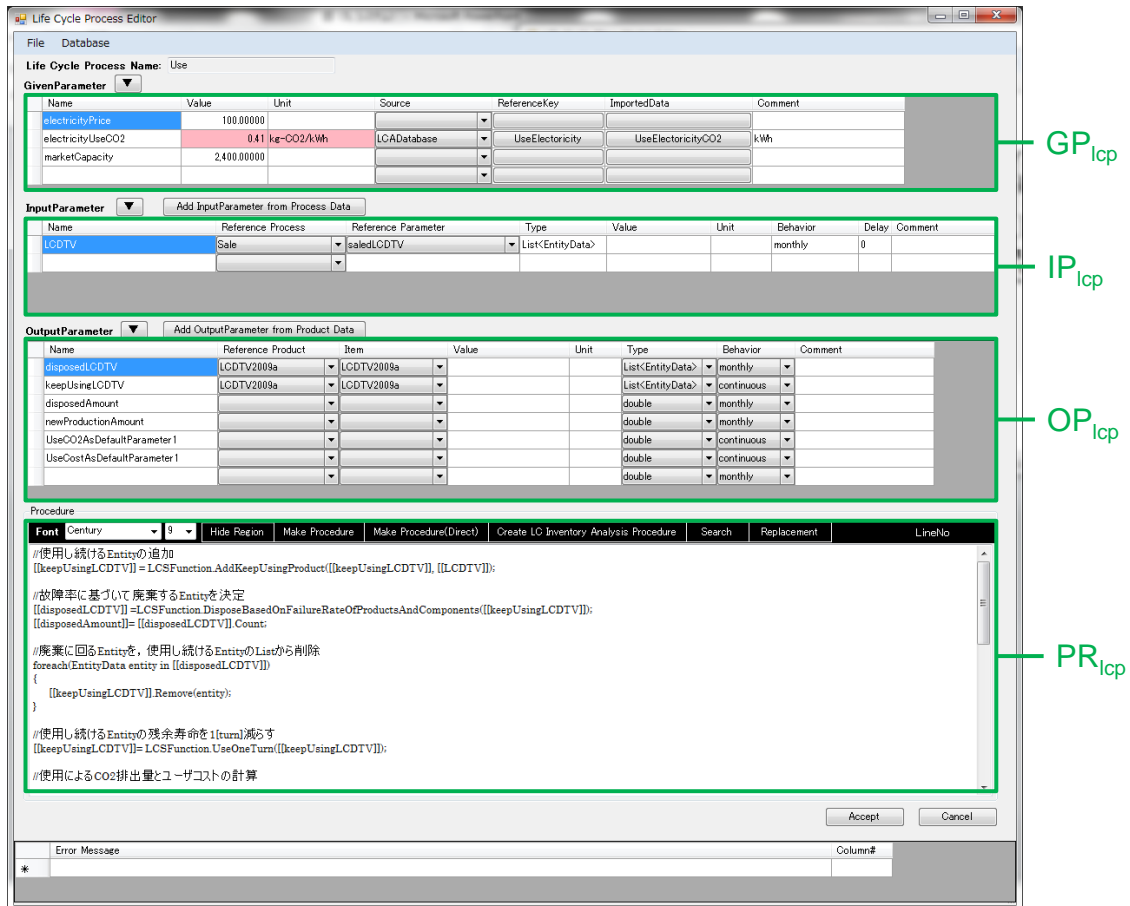 Life Cycle Process Editor
File Database
Life Cycle Process Name: Use
GivenParameter ▼
Name Value Unit Source ReferenceKey ImportedData Comment
electricityPrice 100.00000
electricityUseCO2 0.41 kg-CO2/kWh LCADatabase UseElectoricity UseElectoricityCO2 kWh
marketCapacity 2,400.00000
GPlcp
InputParameter ▼ Add InputParameter from Process Data
Name Reference Process Reference Parameter Type Value Unit Behavior Delay Comment
LCDTV Sale saledLCDTV List<EntityData> monthly 0
IPlcp
OutputParameter ▼ Add OutputParameter from Product Data
Name Reference Product Item Value Unit Type Behavior Comment
disposedLCDTV LCDTV2009a LCDTV2009a List<EntityData> monthly
keepUsingLCDTV LCDTV2009a LCDTV2009a List<EntityData> continuous
disposedAmount double monthly
newProductionAmount double monthly
UseCO2AsDefaultParameter1 double continuous
UseCostAsDefaultParameter1 double continuous
double monthly
OPlcp
Procedure
Font Century 9 Hide Region Make Procedure Make Procedure(Direct) Create LC Inventory Analysis Procedure Search Replacement LineNo
//使用し続けるEntityの追加
[[keepUsingLCDTV]] = LCSFunction.AddKeepUsingProduct([[keepUsingLCDTV]], [[LCDTV]]);
//故障率に基づいて廃棄するEntityを決定
[[disposedLCDTV]] =LCSFunction.DisposeBasedOnFailureRateOfProductsAndComponents([[keepUsingLCDTV]]);
[[disposedAmount]]= [[disposedLCDTV]].Count;
//廃棄に回るEntityを，使用し続けるEntityのListから削除
foreach(EntityData entity in [[disposedLCDTV]])
{
[[keepUsingLCDTV]].Remove(entity);
}
//使用し続けるEntityの残余寿命を1[turn]減らす
[[keepUsingLCDTV]]= LCSFunction.UseOneTurn([[keepUsingLCDTV]]);
//使用によるCO2排出量とユーザコストの計算
PRlcp
Accept Cancel
Error Message Column#